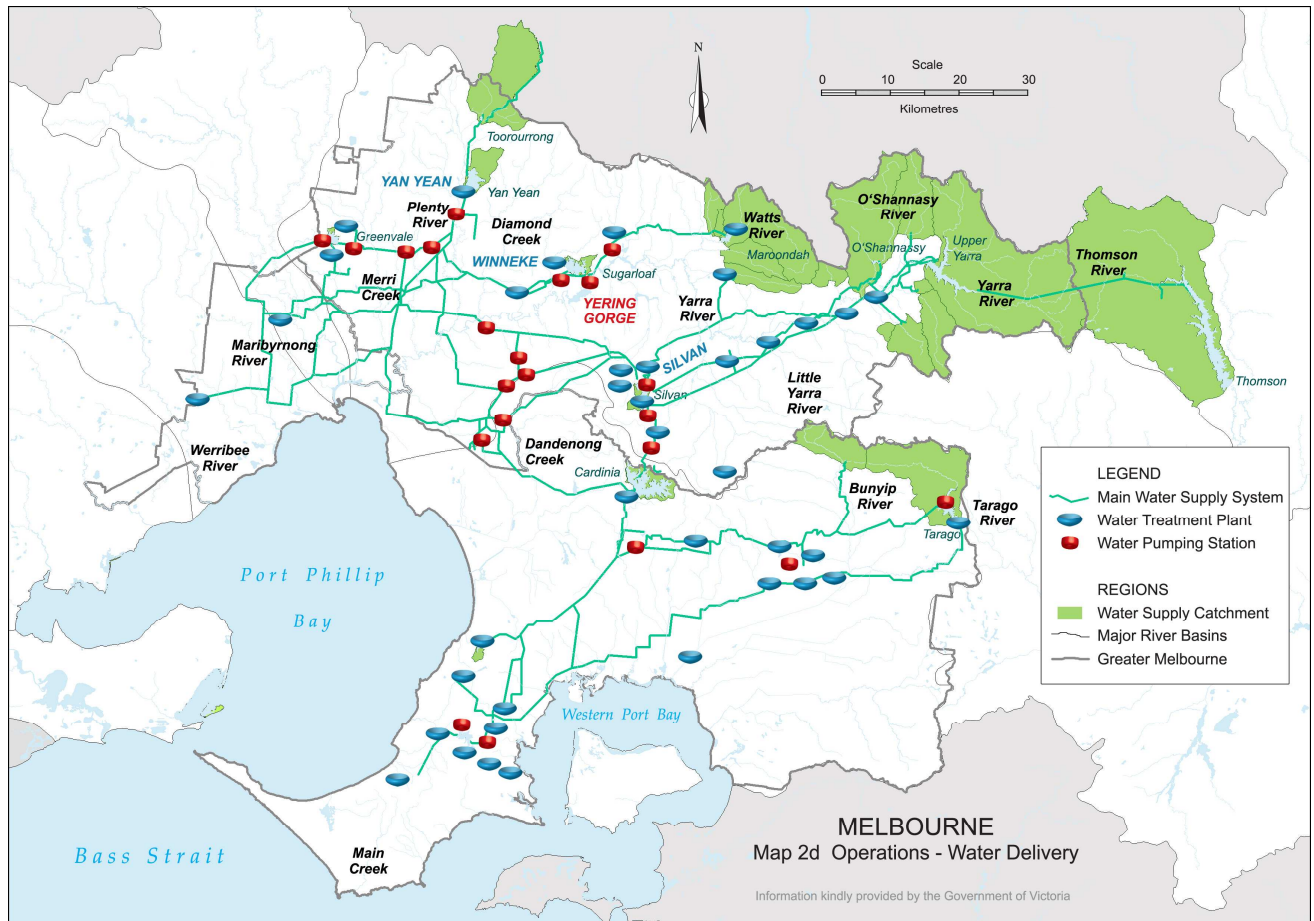 N
Scale
0 10 20 30
Kilometres
Toorourrong
YAN YEAN
Yan Yean
Plenty
River
Diamond
Creek
Watts
River
O'Shannasy
River
Greenvale
WINNEKE
Sugarloaf
Maroondah
O'Shannassy
Upper
Yarra
Thomson
River
Merri
Creek
YERING
GORGE
Yarra
River
Yarra
River
Maribyrnong
River
SILVAN
Silvan
Little
Yarra
River
Thomson
Werribee
River
Dandenong
Creek
Cardinia
Bunyip
River
Tarago
River
Tarago
LEGEND
Main Water Supply System
Water Treatment Plant
Water Pumping Station
REGIONS
Water Supply Catchment
Major River Basins
Greater Melbourne
Port Phillip
Bay
Western Port Bay
Bass Strait
Main
Creek
MELBOURNE
Map 2d Operations - Water Delivery
Information kindly provided by the Government of Victoria